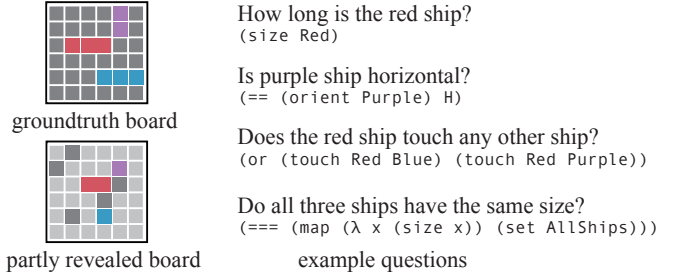 How long is the red ship?
(size Red)
Is purple ship horizontal?
(== (orient Purple) H)
groundtruth board
Does the red ship touch any other ship?
(or (touch Red Blue) (touch Red Purple))
Do all three ships have the same size?
(=== (map (λ x (size x)) (set AllShips)))
partly revealed board
example questions